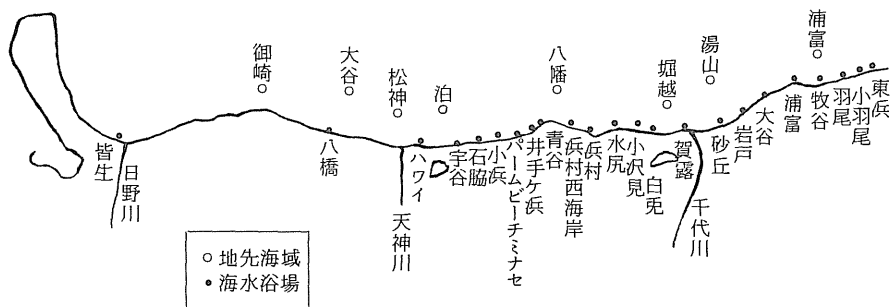 御崎
大谷
松神
泊
八幡
堀越
湯山
浦富
皆生
日野川
八橋
天神川
ハワイ
宇谷
石脇
小浜
パームビーチミナセ
井手ケ浜
青谷
浜村西海岸
浜村
水尻
小沢見
白兎
賀露
千代川
砂丘
岩戸
大谷
浦富
牧谷
羽尾
小羽尾
東浜
地先海域
海水浴場